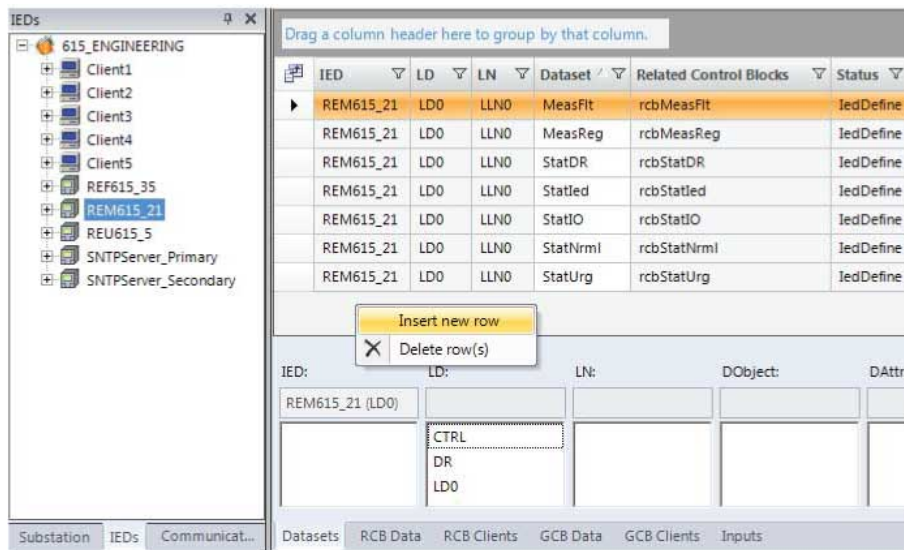 IEDs
615_ENGINEERING
Client1
Client2
Client3
Client4
Client5
REF615_35
REM615_21
REU615_5
SNTPServer_Primary
SNTPServer_Secondary
Substation IEDs Communicat...
Drag a column header here to group by that column.
IED LD LN Dataset Related Control Blocks Status
REM615_21 LD0 LLN0 MeasFlt rcbMeasFlt IedDefine
REM615_21 LD0 LLN0 MeasReg rcbMeasReg IedDefine
REM615_21 LD0 LLN0 StatDR rcbStatDR IedDefine
REM615_21 LD0 LLN0 StatIed rcbStatIed IedDefine
REM615_21 LD0 LLN0 StatIO rcbStatIO IedDefine
REM615_21 LD0 LLN0 StatNrml rcbStatNrml IedDefine
REM615_21 LD0 LLN0 StatUrg rcbStatUrg IedDefine
Insert new row
Delete row(s)
IED: LD: LN: DObject: DAttr
REM615_21 (LD0)
CTRL
DR
LD0
Datasets RCB Data RCB Clients GCB Data GCB Clients Inputs